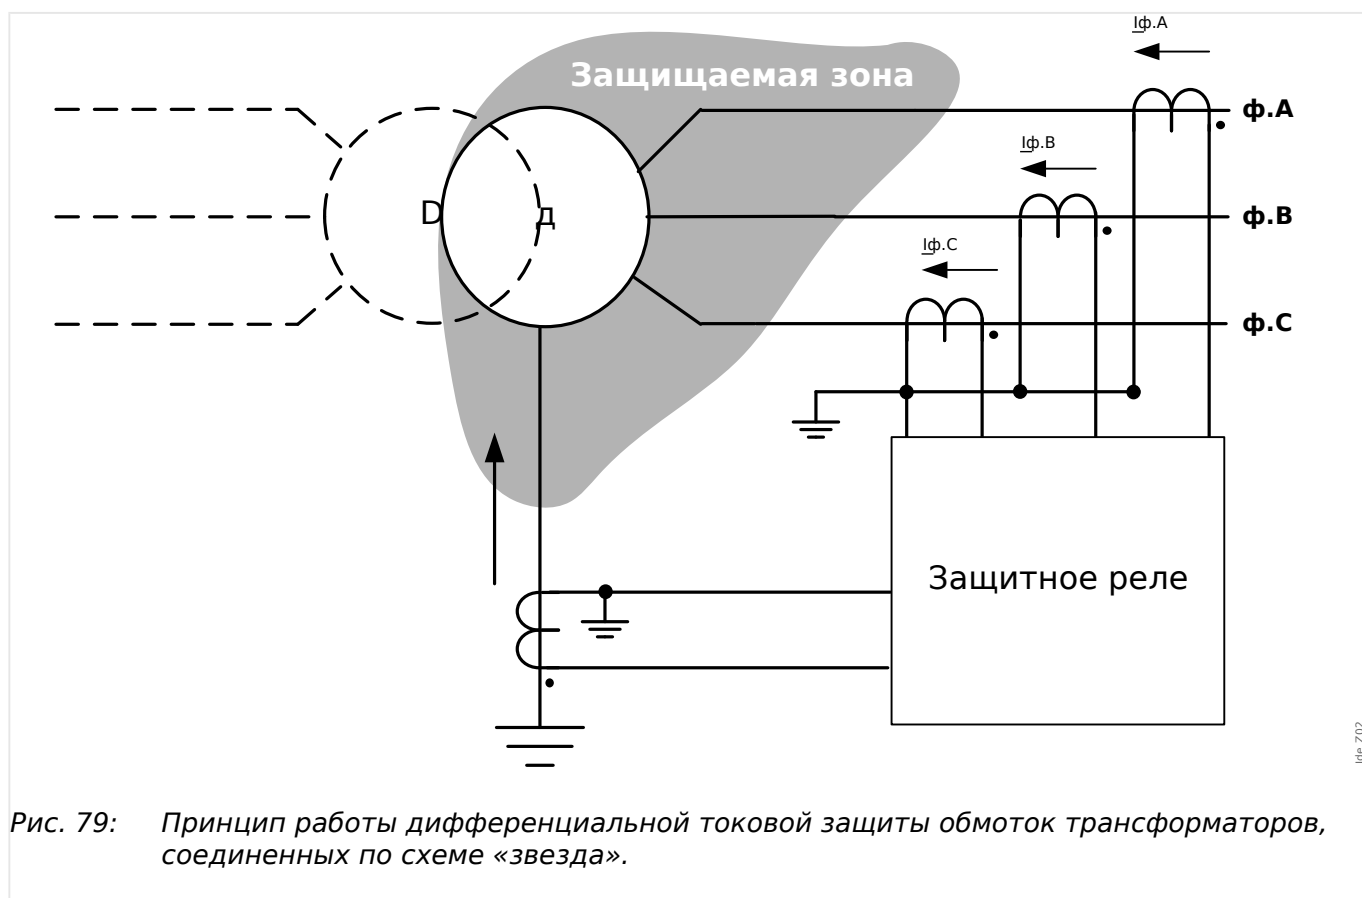 Iф.A
Защищаемая зона
ф.A
Iф.B
D
д
ф.B
Iф.C
ф.C
Защитное реле
Ide_Z02
Рис. 79: Принцип работы дифференциальной токовой защиты обмоток трансформаторов,
соединенных по схеме «звезда».